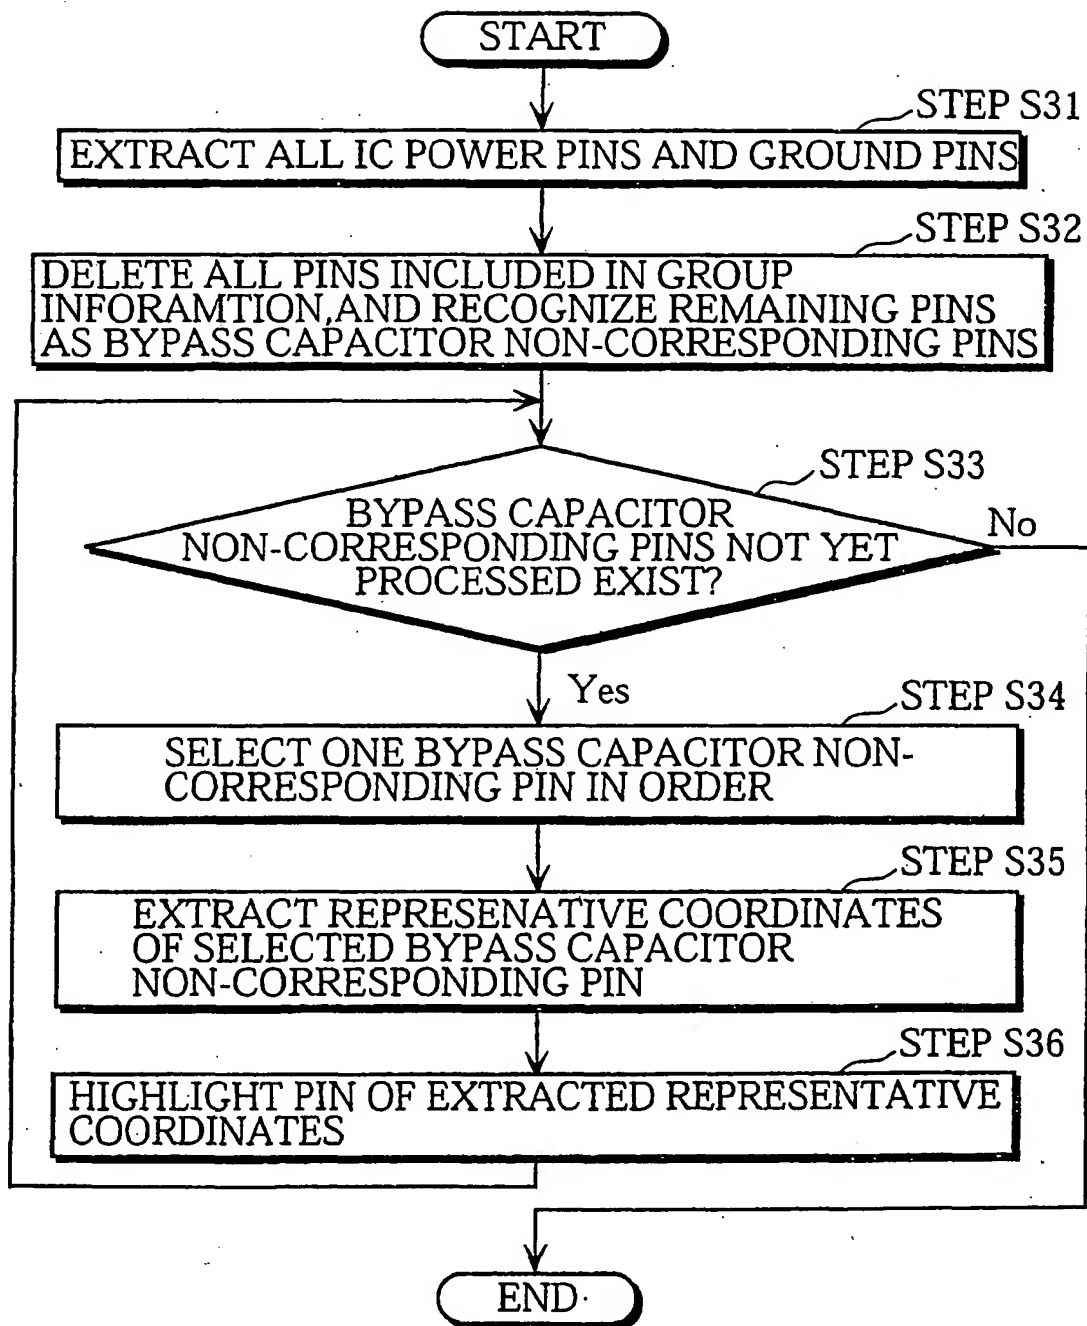 START
STEP S31
EXTRACT ALL IC POWER PINS AND GROUND PINS
STEP S32
DELETE ALL PINS INCLUDED IN GROUP
INFORAMTION,AND RECOGNIZE REMAINING PINS
AS BYPASS CAPACITOR NON-CORRESPONDING PINS
STEP S33
BYPASS CAPACITOR
NON-CORRESPONDING PINS NOT YET
PROCESSED EXIST?
No
Yes
STEP S34
SELECT ONE BYPASS CAPACITOR NON-
CORRESPONDING PIN IN ORDER
STEP S35
EXTRACT REPRESENATIVE COORDINATES
OF SELECTED BYPASS CAPACITOR
NON-CORRESPONDING PIN
STEP S36
HIGHLIGHT PIN OF EXTRACTED REPRESENTATIVE
COORDINATES
END